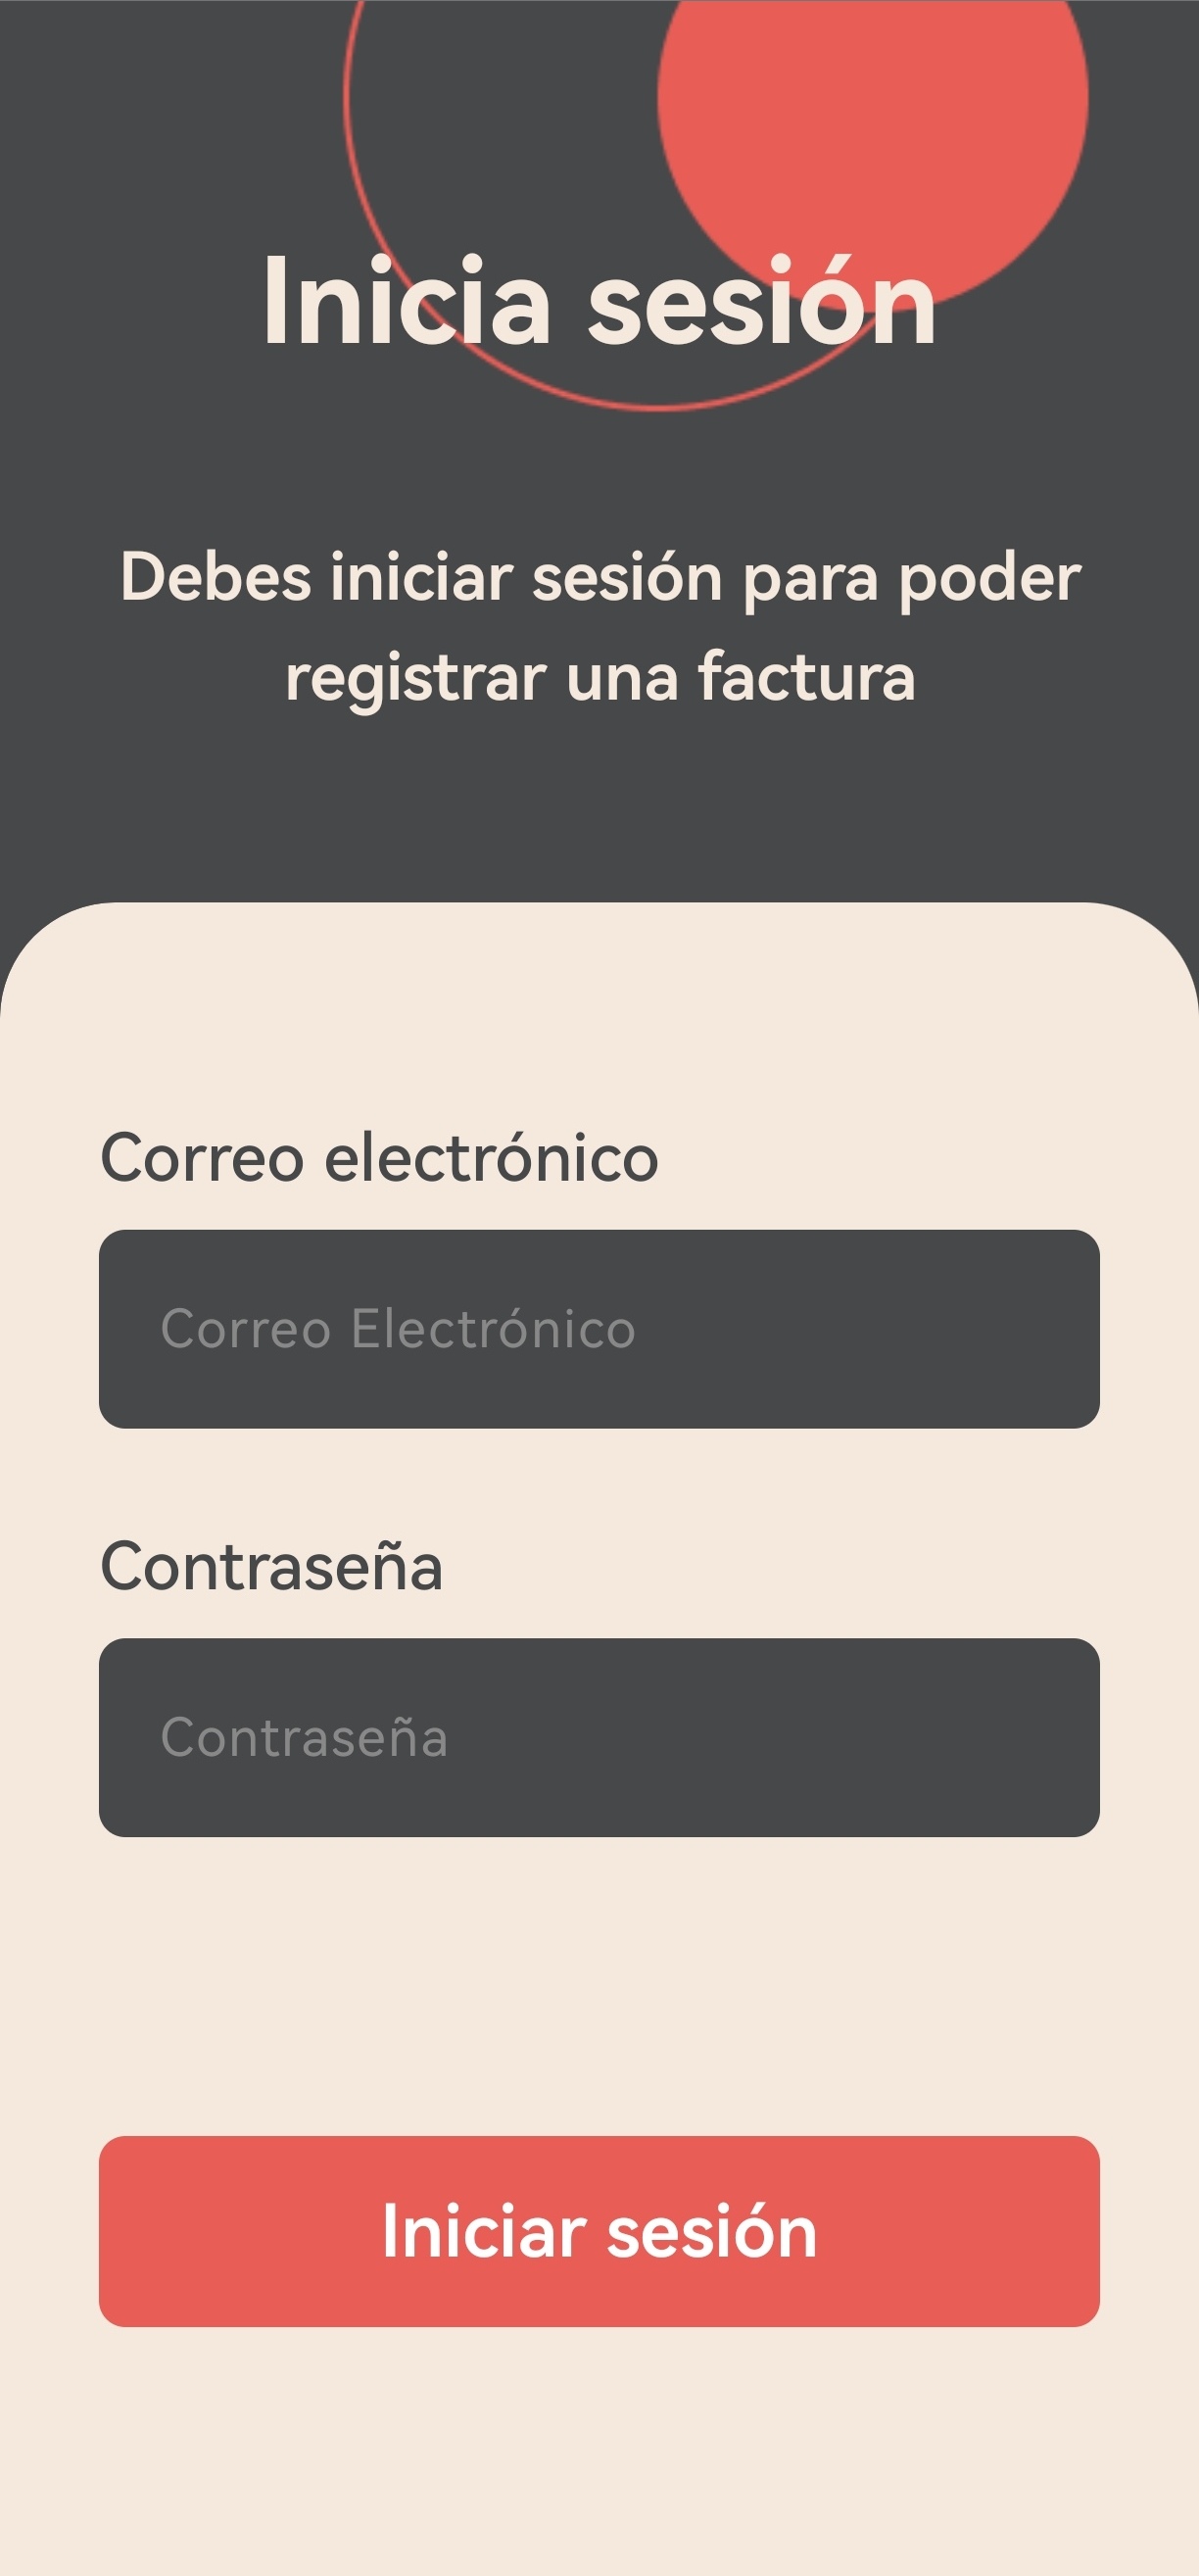 Inicia sesión
Debes iniciar sesión para poder
registrar una factura
Correo electrónico
Correo Electrónico
Contraseña
Contraseña
Iniciar sesión